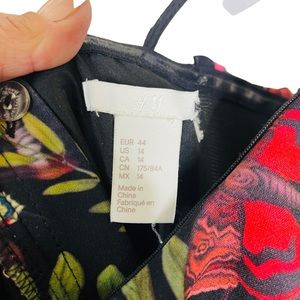 H&M
EUR 44
US 14
CA 14
CN 175/84A
MX 14
Made in
China
Fabriqué en
Chine